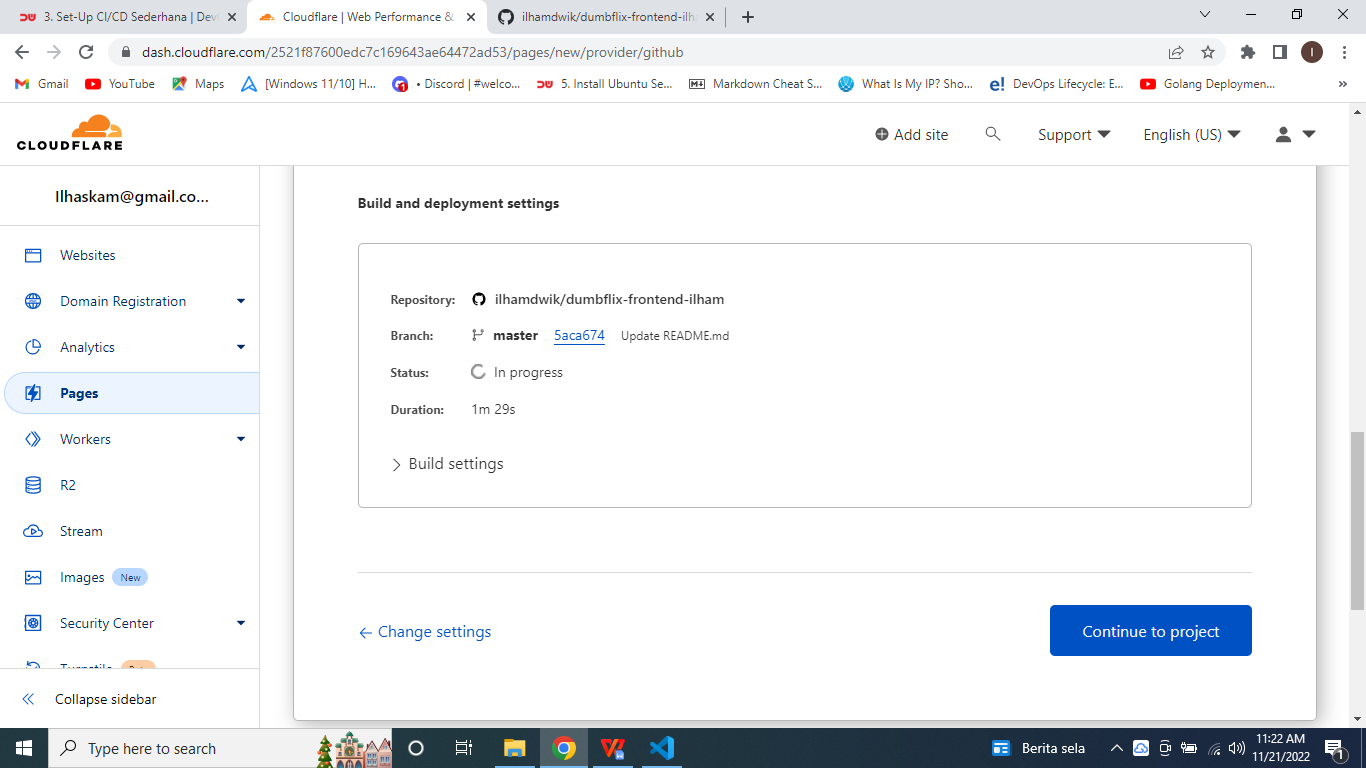 3. Set-Up CI/CD Sederhana | Dev
Cloudflare | Web Performance &
ilhamdwik/dumbflix-frontend-ilh
dash.cloudflare.com/2521f87600edc7c169643ae64472ad53/pages/new/provider/github
I
Gmail
YouTube
Maps
[Windows 11/10] H...
• Discord | #welco...
5. Install Ubuntu Se...
Markdown Cheat S...
What Is My IP? Sho...
DevOps Lifecycle: E...
Golang Deploymen...
»
CLOUDFLARE
Add site
Support
English (US)
Ilhaskam@gmail.co...
Websites
Domain Registration
Analytics
Pages
Workers
R2
Stream
Images New
Security Center
Turnstile
Collapse sidebar
Build and deployment settings
Repository: ilhamdwik/dumbflix-frontend-ilham
Branch: master 5aca674 Update README.md
Status: In progress
Duration: 1m 29s
Build settings
← Change settings
Continue to project
Type here to search
Berita sela
11:22 AM
11/21/2022
1